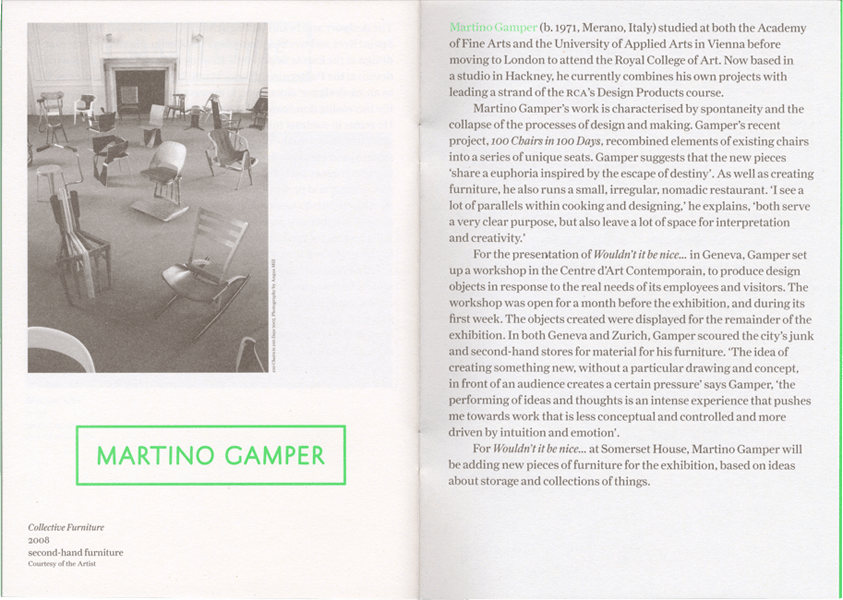 MARTINO GAMPER
Collective Furniture
2008
second-hand furniture
Courtesy of the Artist
Martino Gamper (b. 1971, Merano, Italy) studied at both the Academy
of Fine Arts and the University of Applied Arts in Vienna before
moving to London to attend the Royal College of Art. Now based in
a studio in Hackney, he currently combines his own projects with
leading a strand of the RCA's Design Products course.
Martino Gamper's work is characterised by spontaneity and the
collapse of the processes of design and making. Gamper's recent
project, 100 Chairs in 100 Days, recombined elements of existing chairs
into a series of unique seats. Gamper suggests that the new pieces
‘share a euphoria inspired by the escape of destiny’. As well as creating
furniture, he also runs a small, irregular, nomadic restaurant. ‘I see a
lot of parallels within cooking and designing,’ he explains, ‘both serve
a very clear purpose, but also leave a lot of space for interpretation
and creativity.’
For the presentation of Wouldn't it be nice... in Geneva, Gamper set
up a workshop in the Centre d'Art Contemporain, to produce design
objects in response to the real needs of its employees and visitors. The
workshop was open for a month before the exhibition, and during its
first week. The objects created were displayed for the remainder of the
exhibition. In both Geneva and Zurich, Gamper scoured the city's junk
and second-hand stores for material for his furniture. ‘The idea of
creating something new, without a particular drawing and concept,
in front of an audience creates a certain pressure’ says Gamper, ‘the
performing of ideas and thoughts is an intense experience that pushes
me towards work that is less conceptual and controlled and more
driven by intuition and emotion’.
For Wouldn't it be nice... at Somerset House, Martino Gamper will
be adding new pieces of furniture for the exhibition, based on ideas
about storage and collections of things.